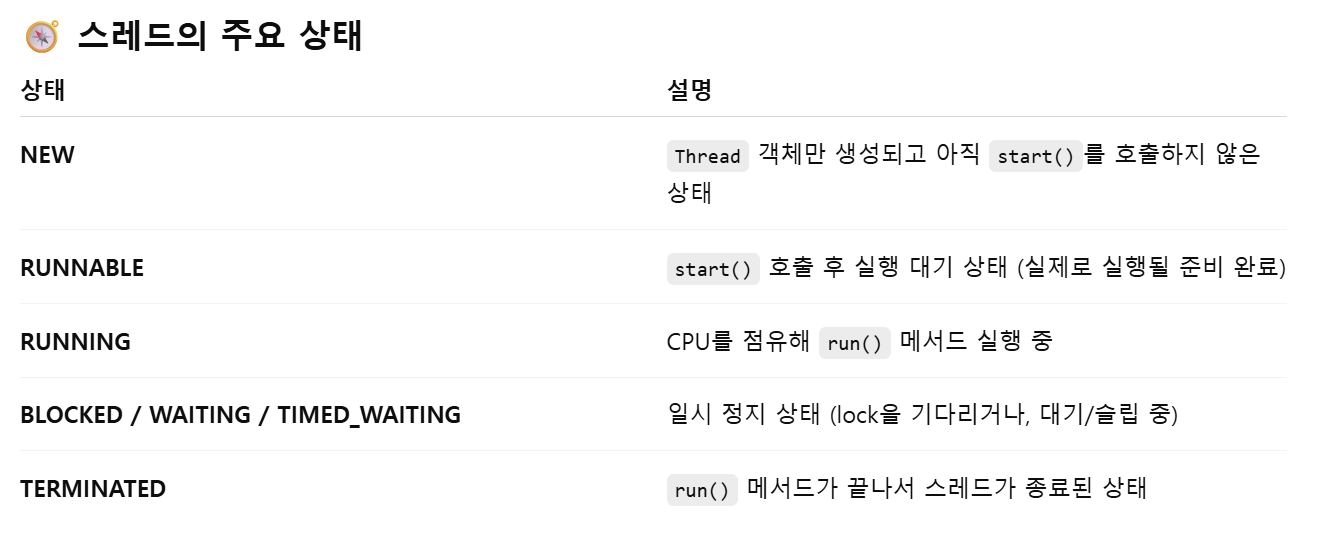 스레드의 주요 상태
상태 설명
NEW Thread 객체만 생성되고 아직 start()를 호출하지 않은
상태
RUNNABLE start() 호출 후 실행 대기 상태 (실제로 실행될 준비 완료)
RUNNING CPU를 점유해 run() 메서드 실행 중
BLOCKED / WAITING / TIMED_WAITING 일시 정지 상태 (lock을 기다리거나, 대기/슬립 중)
TERMINATED run() 메서드가 끝나서 스레드가 종료된 상태